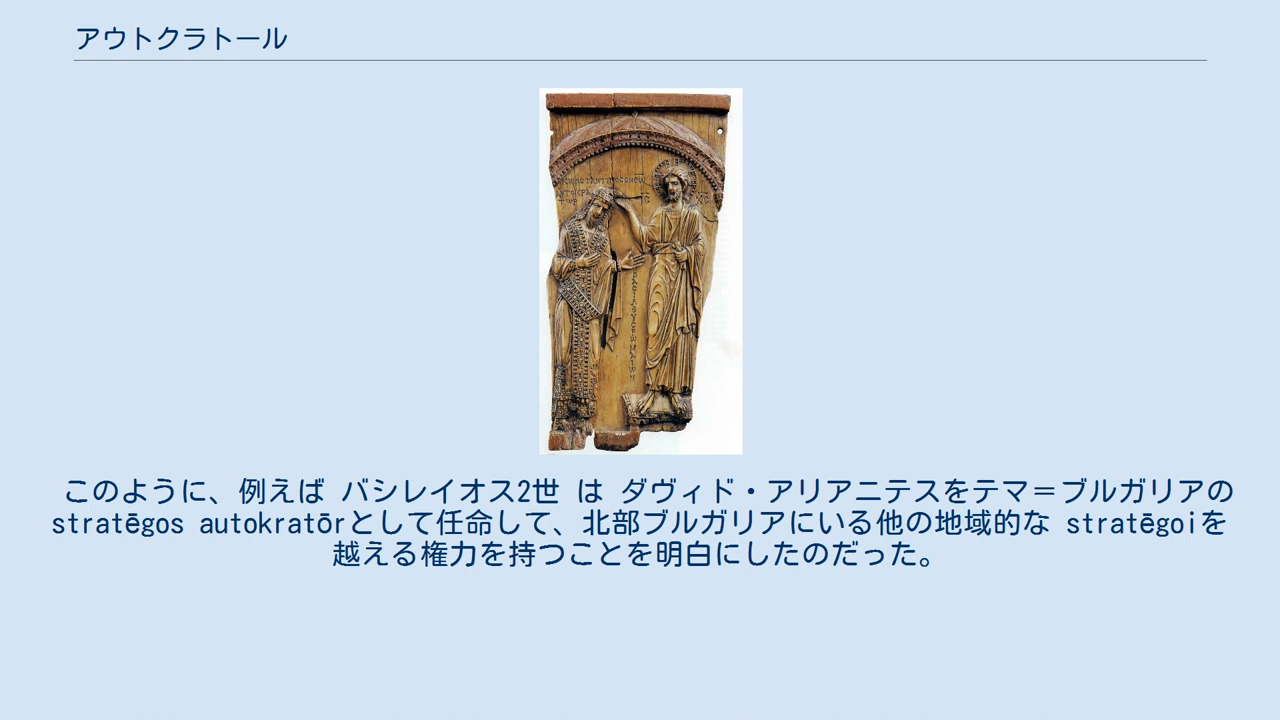 アウトクラトール
このように、例えば バシレイオス2世 は ダヴィド・アリアニテスをテマ＝ブルガリアの
stratēgos autokratōrとして任命して、北部ブルガリアにいる他の地域的な stratēgoiを
越える権力を持つことを明白にしたのだった。